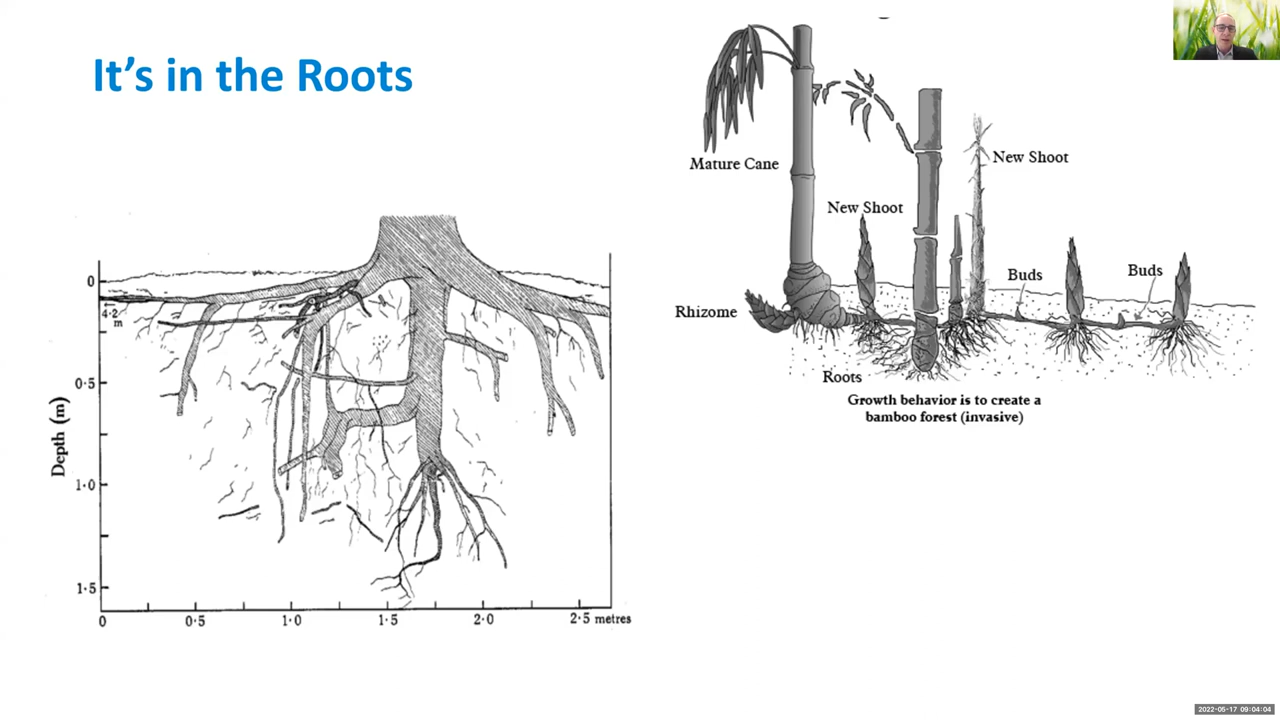 It's in the Roots
Mature Cane
New Shoot
New Shoot
Buds
Buds
Rhizome
Roots
Growth behavior is to create a
bamboo forest (invasive)
Depth (m)
0
4·2
m
0·5
1·0
1·5
0
0·5
1·0
1·5
2·0
2·5 metres
2022-05-17 09:04:04